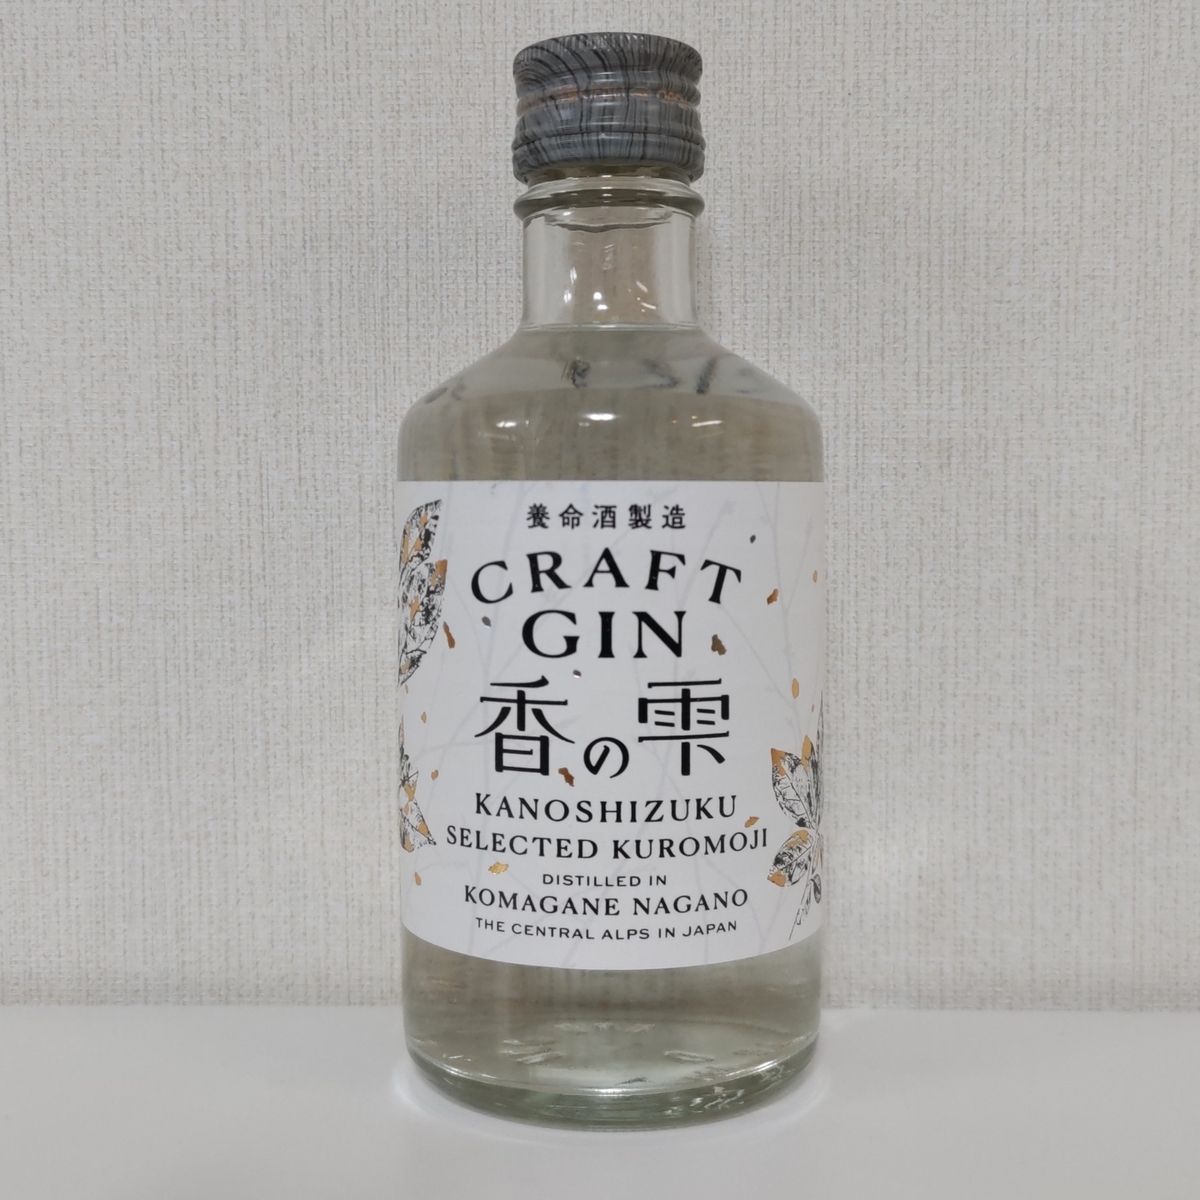 養命酒製造
CRAFT
GIN
香の雫
KANOSHIZUKU
SELECTED KUROMOJI
DISTILLED IN
KOMAGANE NAGANO
THE CENTRAL ALPS IN JAPAN